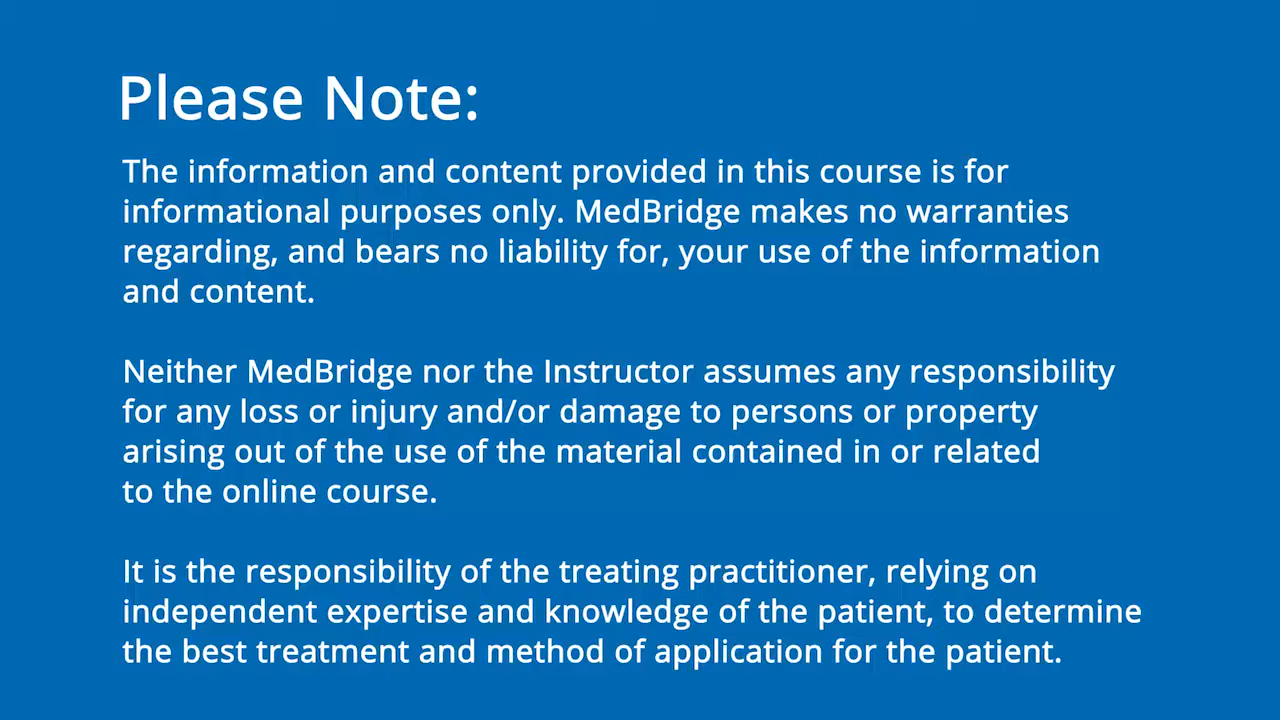 Please Note:
The information and content provided in this course is for
informational purposes only. MedBridge makes no warranties
regarding, and bears no liability for, your use of the information
and content.
Neither MedBridge nor the Instructor assumes any responsibility
for any loss or injury and/or damage to persons or property
arising out of the use of the material contained in or related
to the online course.
It is the responsibility of the treating practitioner, relying on
independent expertise and knowledge of the patient, to determine
the best treatment and method of application for the patient.